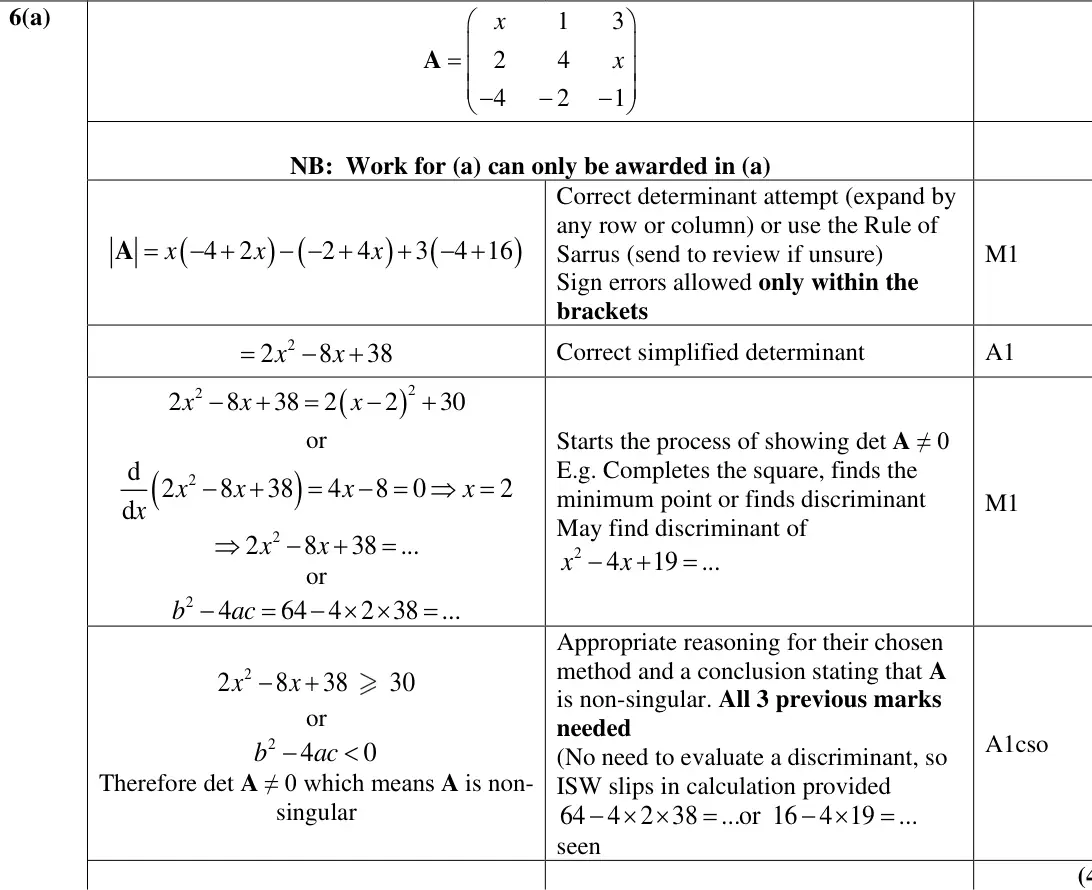 6(a)
A = ( x 1 3
2 4 x
−4 −2 −1 )
NB: Work for (a) can only be awarded in (a)
|A| = x(−4 + 2x) − (−2 + 4x) + 3(−4 + 16)
Correct determinant attempt (expand by
any row or column) or use the Rule of
Sarrus (send to review if unsure)
Sign errors allowed only within the
brackets
M1
= 2x² − 8x + 38
Correct simplified determinant
A1
2x² − 8x + 38 = 2(x − 2)² + 30
or
d/dx (2x² − 8x + 38) = 4x − 8 = 0 ⇒ x = 2
⇒ 2x² − 8x + 38 = ...
or
b² − 4ac = 64 − 4 × 2 × 38 = ...
Starts the process of showing det A ≠ 0
E.g. Completes the square, finds the
minimum point or finds discriminant
May find discriminant of
x² − 4x + 19 = ...
M1
2x² − 8x + 38 ⩾ 30
or
b² − 4ac < 0
Therefore det A ≠ 0 which means A is non-
singular
Appropriate reasoning for their chosen
method and a conclusion stating that A
is non-singular. All 3 previous marks
needed
(No need to evaluate a discriminant, so
ISW slips in calculation provided
64 − 4 × 2 × 38 = ...or 16 − 4 × 19 = ...
seen
A1cso
(4